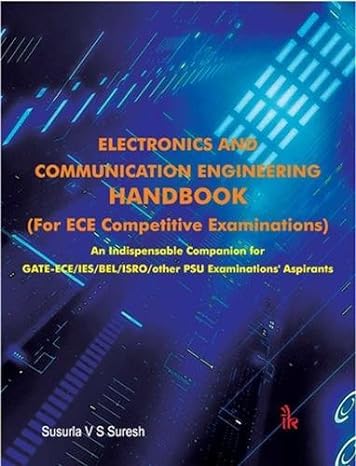 ELECTRONICS AND
COMMUNICATION ENGINEERING
HANDBOOK
(For ECE Competitive Examinations)
An Indispensable Companion for
GATE-ECE/IES/BEL/ISRO/other PSU Examinations' Aspirants
Susurla V S Suresh
ik